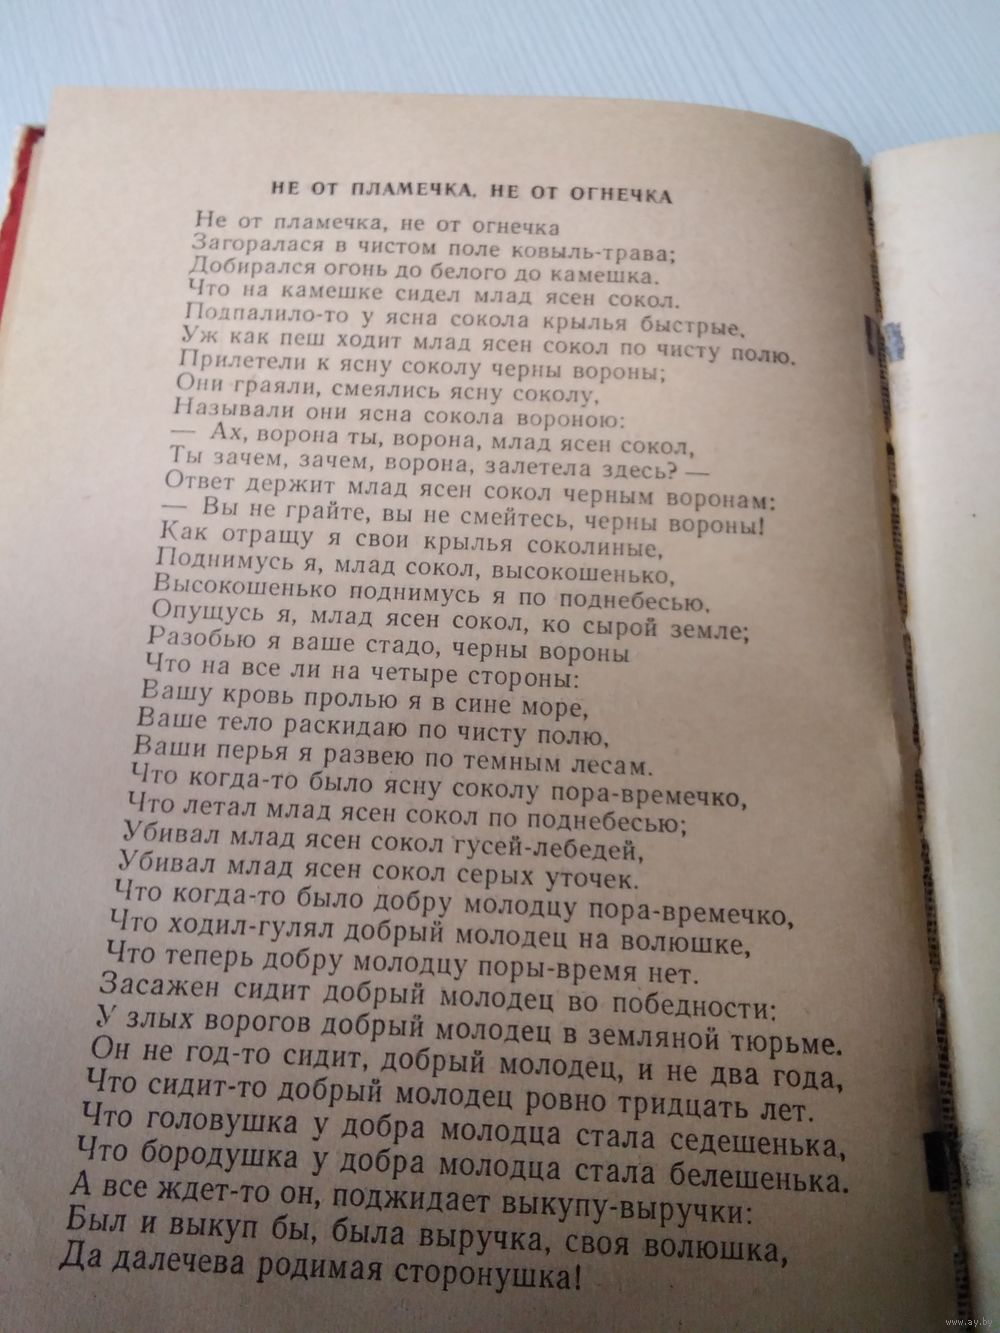 НЕ ОТ ПЛАМЕЧКА, НЕ ОТ ОГНЕЧКА
Не от пламечка, не от огнечка
Загоралася в чистом поле ковыль-трава;
Добирался огонь до белого до камешка.
Что на камешке сидел млад ясен сокол.
Подпалило-то у ясна сокола крылья быстрые.
Уж как пеш ходит млад ясен сокол по чисту полю.
Прилетели к ясну соколу черны вороны;
Они граяли, смеялись ясну соколу,
Называли они ясна сокола вороною:
— Ах, ворона ты, ворона, млад ясен сокол,
Ты зачем, зачем, ворона, залетела здесь? —
Ответ держит млад ясен сокол черным воронам:
— Вы не грайте, вы не смейтесь, черны вороны!
Как отращу я свои крылья соколиные,
Поднимусь я, млад сокол, высокошенько,
Высокошенько поднимусь я по поднебесью,
Опущусь я, млад ясен сокол, ко сырой земле;
Разобью я ваше стадо, черны вороны
Что на все ли на четыре стороны:
Вашу кровь пролью я в сине море,
Ваше тело раскидаю по чисту полю,
Ваши перья я развею по темным лесам.
Что когда-то было ясну соколу пора-времечко,
Что летал млад ясен сокол по поднебесью;
Убивал млад ясен сокол гусей-лебедей,
Убивал млад ясен сокол серых уточек.
Что когда-то было добру молодцу пора-времечко,
Что ходил-гулял добрый молодец на волюшке,
Что теперь добру молодцу поры-время нет.
Засажен сидит добрый молодец во победности:
У злых ворогов добрый молодец в земляной тюрьме.
Он не год-то сидит, добрый молодец, и не два года,
Что сидит-то добрый молодец ровно тридцать лет.
Что головушка у добра молодца стала седешенька,
Что бородушка у добра молодца стала белешенька.
А все ждет-то он, поджидает выкупу-выручки:
Был и выкуп бы, была выручка, своя волюшка,
Да далечева родимая сторонушка!
www.ay.by